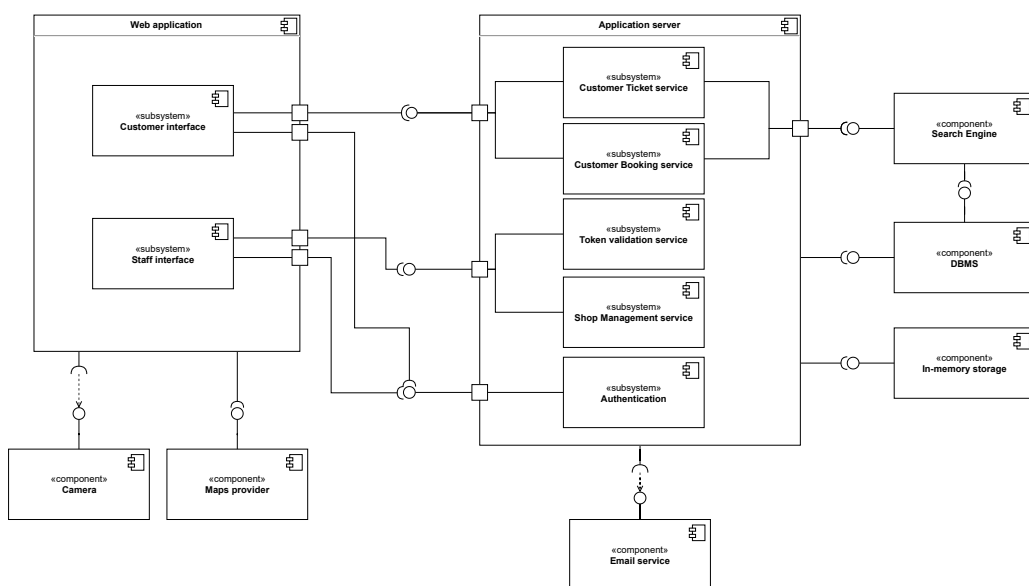 Web application
Application server
«subsystem»
Customer Ticket service
«subsystem»
Customer interface
«component»
Search Engine
«subsystem»
Customer Booking service
«subsystem»
Token validation service
«subsystem»
Staff interface
«component»
DBMS
«subsystem»
Shop Management service
«component»
In-memory storage
«subsystem»
Authentication
«component»
Camera
«component»
Maps provider
«component»
Email service